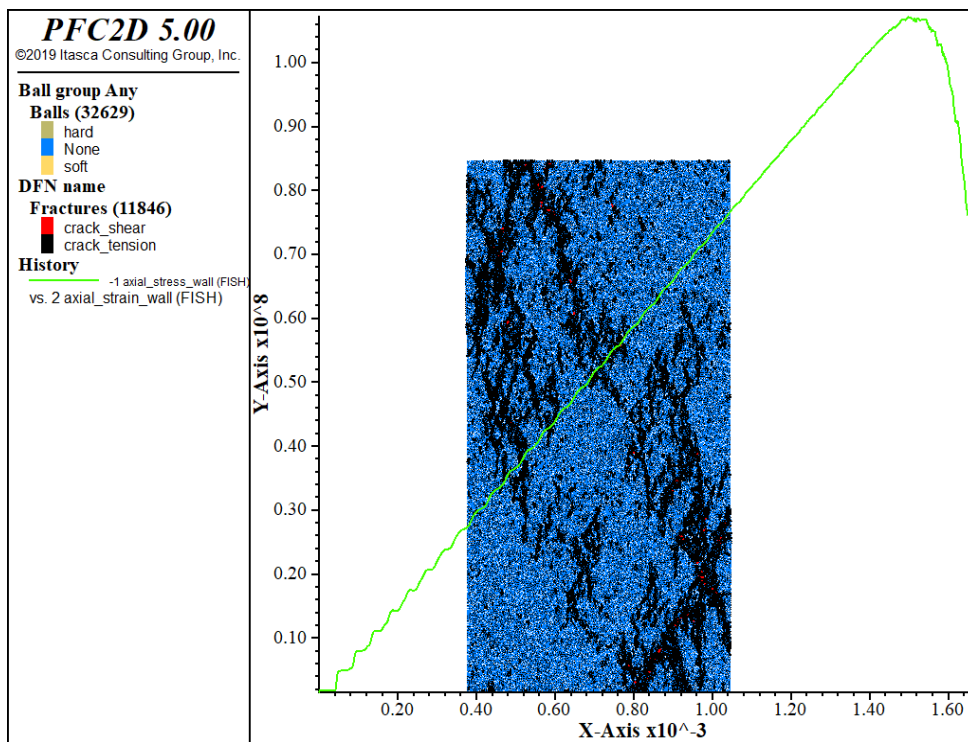 PFC2D 5.00
©2019 Itasca Consulting Group, Inc.
Ball group Any
Balls (32629)
hard
None
soft
DFN name
Fractures (11846)
crack_shear
crack_tension
History
-1 axial_stress_wall (FISH)
vs. 2 axial_strain_wall (FISH)
Y-Axis x10^8
1.00
0.90
0.80
0.70
0.60
0.50
0.40
0.30
0.20
0.10
0.20
0.40
0.60
0.80
1.00
1.20
1.40
1.60
X-Axis x10^-3